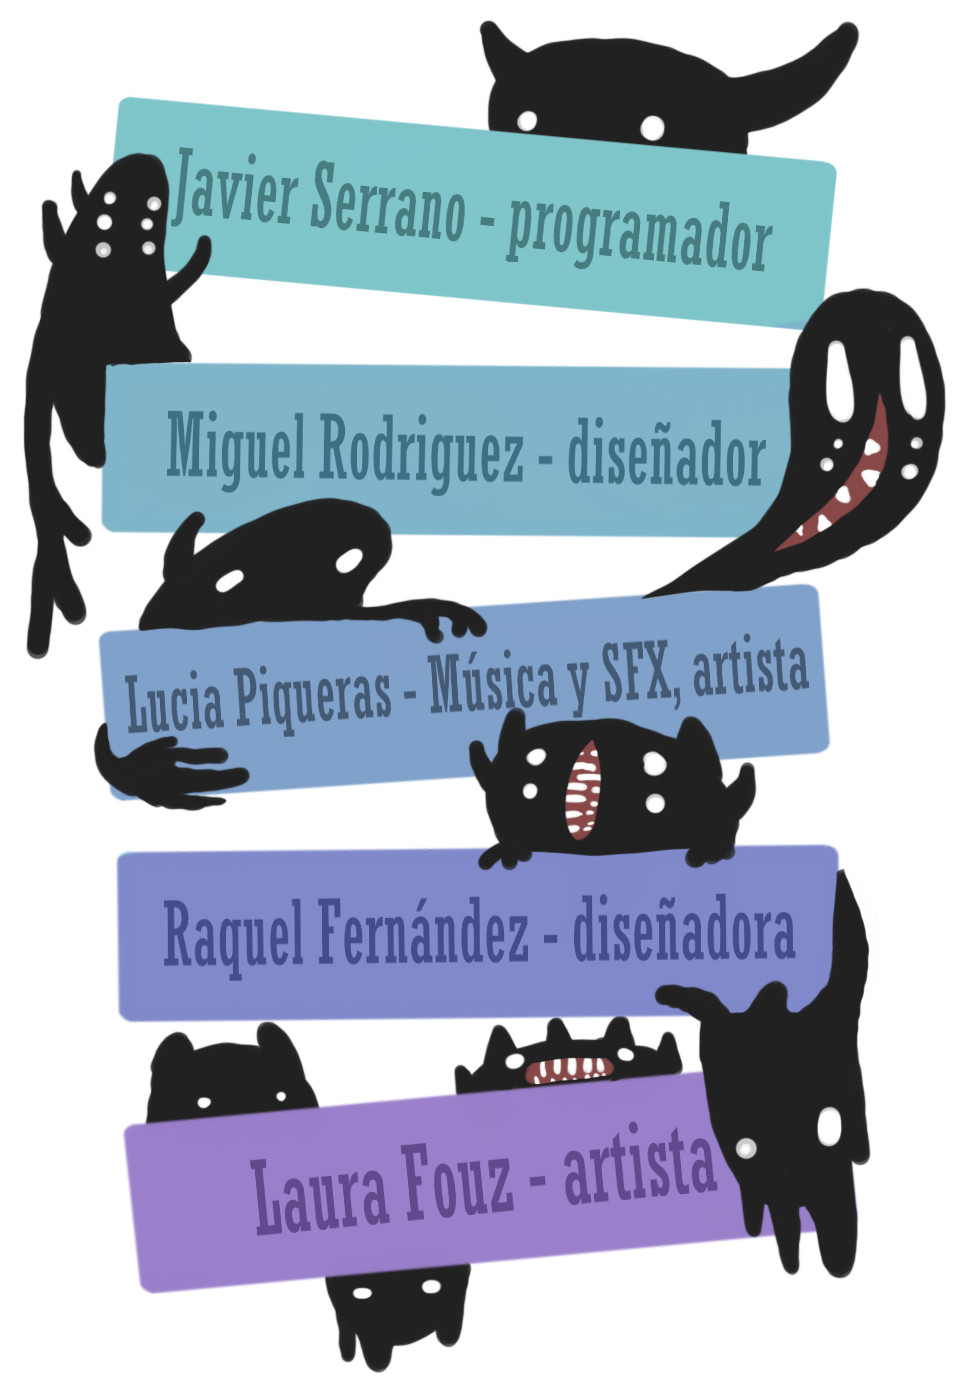 Javier Serrano - programador
Miguel Rodriguez - diseñador
Lucia Piqueras - Música y SFX, artista
Raquel Fernández - diseñadora
Laura Fouz - artista